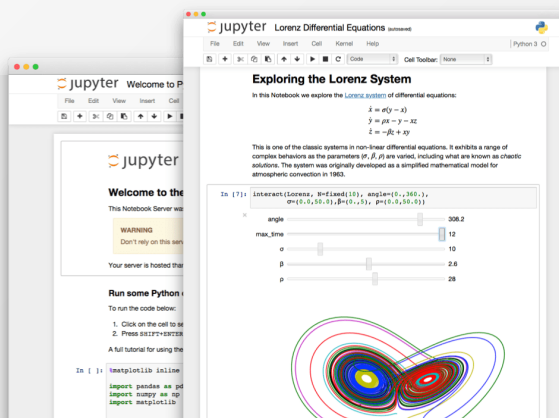 jupyter Lorenz Differential Equations (autosaved)
File Edit View Insert Cell Kernel Help Python 3
Code Cell Toolbar: None
Exploring the Lorenz System
In this Notebook we explore the Lorenz system of differential equations:
ẋ = σ(y − x)
ẏ = ρx − y − xz
ż = −βz + xy
This is one of the classic systems in non-linear differential equations. It exhibits a range of
complex behaviors as the parameters (σ, β, ρ) are varied, including what are known as chaotic
solutions. The system was originally developed as a simplified mathematical model for
atmospheric convection in 1963.
In [7]: interact(Lorenz, N=fixed(10), angle=(0.,360.),
σ=(0.0,50.0),β=(0.,5), ρ=(0.0,50.0))
angle 308.2
max_time 12
σ 10
β 2.6
ρ 28
jupyter Welcome to P
File Edit View Insert Cell
jupyter
Welcome to the
This Notebook Server was
WARNING
Don't rely on this serv
Your server is hosted than
Run some Python
To run the code below:
1. Click on the cell to se
2. Press SHIFT+ENTER
A full tutorial for using the
In [ ]: %matplotlib inline
import pandas as pd
import numpy as np
import matplotlib